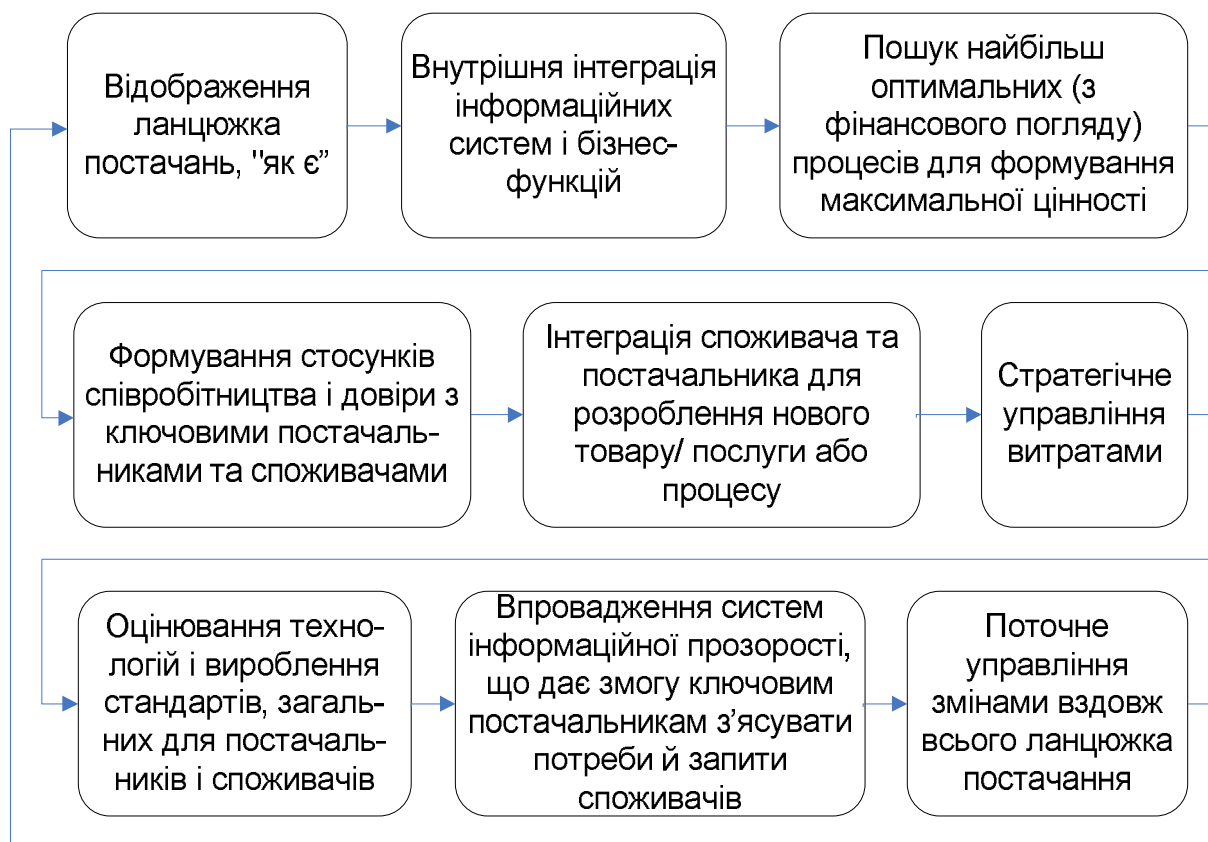 Відображення
ланцюжка
постачань, "як є”
Внутрішня інтеграція
інформаційних
систем і бізнес-
функцій
Пошук найбільш
оптимальних (з
фінансового погляду)
процесів для формування
максимальної цінності
Формування стосунків
співробітництва і довіри з
ключовими постачаль-
никами та споживачами
Інтеграція споживача та
постачальника для
розроблення нового
товару/ послуги або
процесу
Стратегічне
управління
витратами
Оцінювання техно-
логій і вироблення
стандартів, загаль-
них для постачаль-
ників і споживачів
Впровадження систем
інформаційної прозорості,
що дає змогу ключовим
постачальникам з’ясувати
потреби й запити
споживачів
Поточне
управління
змінами вздовж
всього ланцюжка
постачання